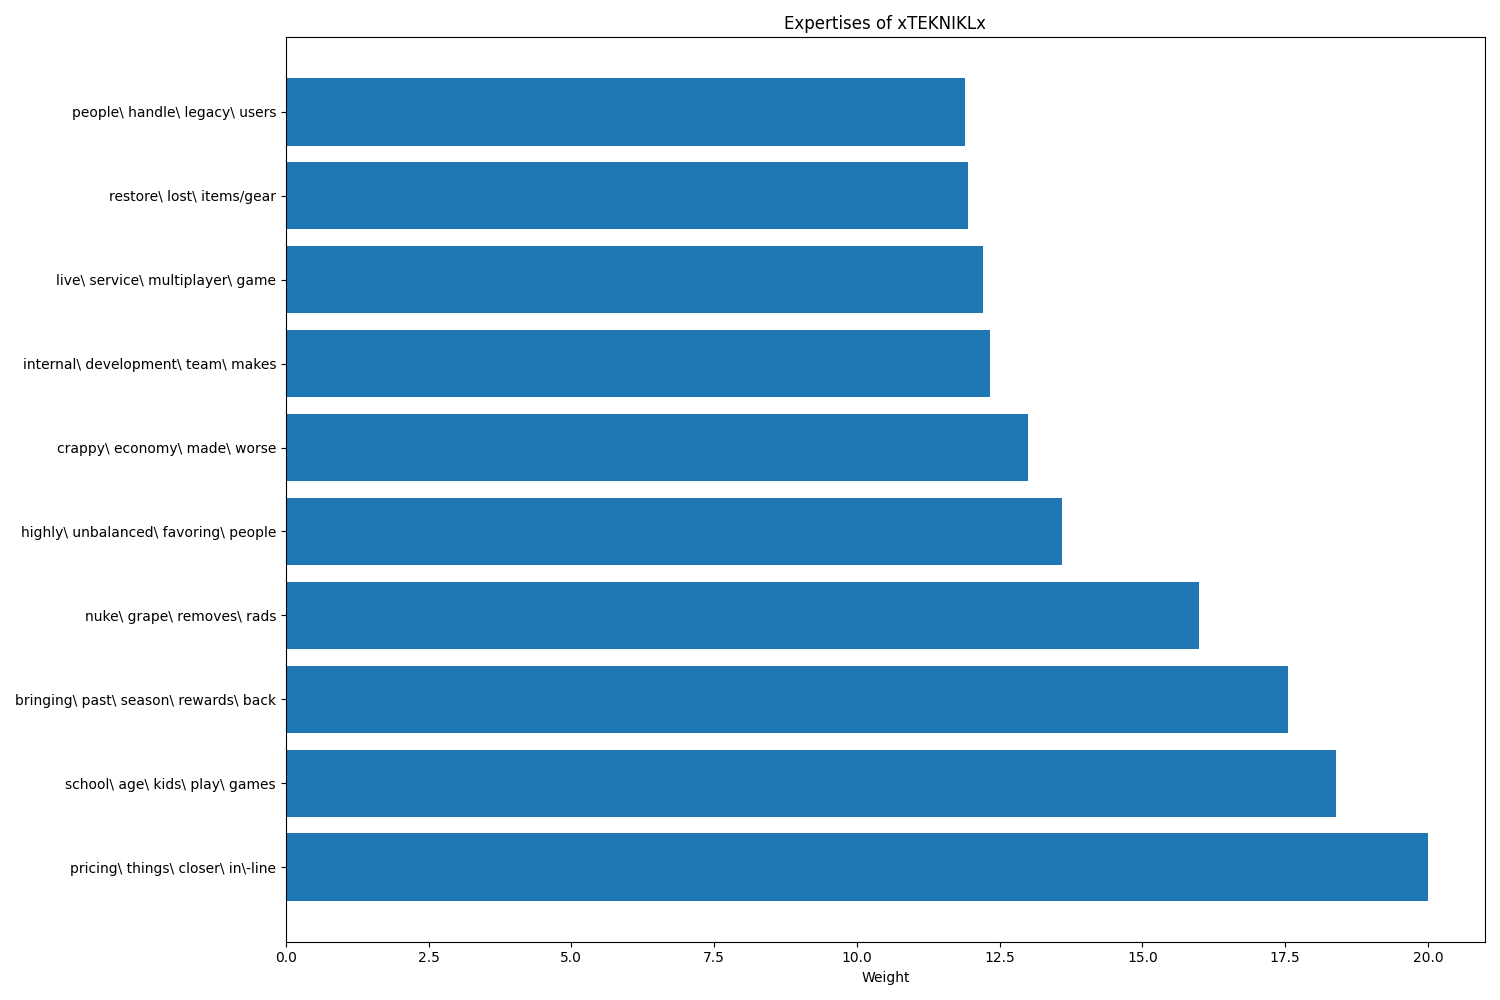 Expertises of xTEKNIKLx
people\ handle\ legacy\ users
restore\ lost\ items/gear
live\ service\ multiplayer\ game
internal\ development\ team\ makes
crappy\ economy\ made\ worse
highly\ unbalanced\ favoring\ people
nuke\ grape\ removes\ rads
bringing\ past\ season\ rewards\ back
school\ age\ kids\ play\ games
pricing\ things\ closer\ in\-line
0.0 2.5 5.0 7.5 10.0 12.5 15.0 17.5 20.0
Weight